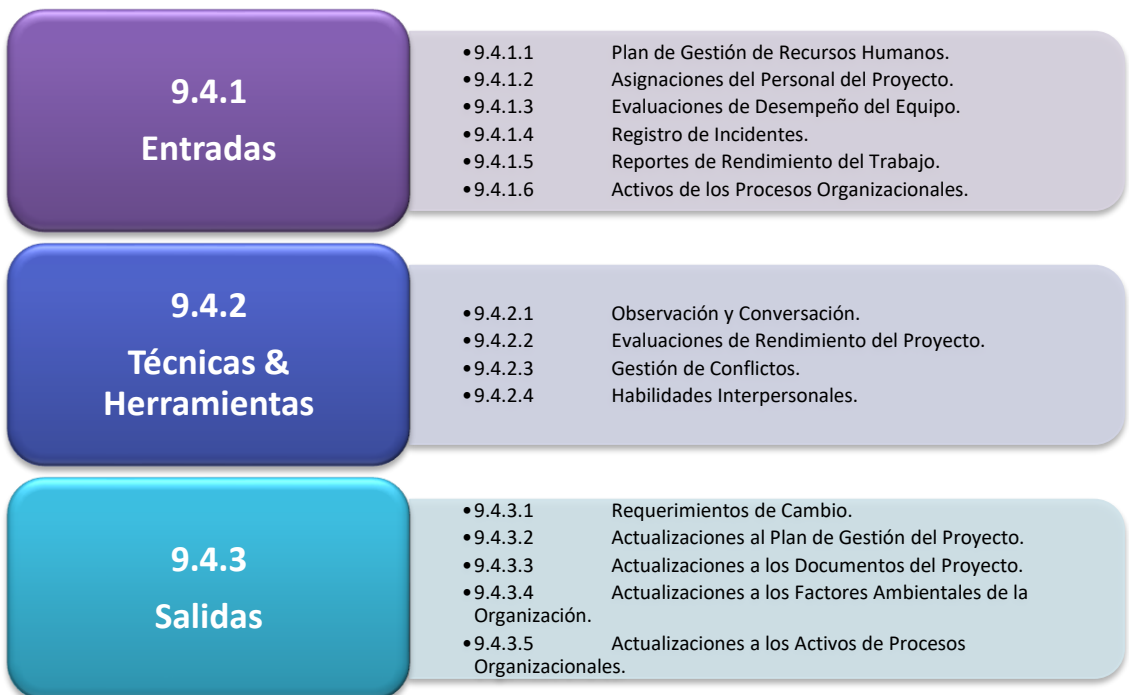 9.4.1
Entradas
•9.4.1.1 Plan de Gestión de Recursos Humanos.
•9.4.1.2 Asignaciones del Personal del Proyecto.
•9.4.1.3 Evaluaciones de Desempeño del Equipo.
•9.4.1.4 Registro de Incidentes.
•9.4.1.5 Reportes de Rendimiento del Trabajo.
•9.4.1.6 Activos de los Procesos Organizacionales.
9.4.2
Técnicas &
Herramientas
•9.4.2.1 Observación y Conversación.
•9.4.2.2 Evaluaciones de Rendimiento del Proyecto.
•9.4.2.3 Gestión de Conflictos.
•9.4.2.4 Habilidades Interpersonales.
9.4.3
Salidas
•9.4.3.1 Requerimientos de Cambio.
•9.4.3.2 Actualizaciones al Plan de Gestión del Proyecto.
•9.4.3.3 Actualizaciones a los Documentos del Proyecto.
•9.4.3.4 Actualizaciones a los Factores Ambientales de la
Organización.
•9.4.3.5 Actualizaciones a los Activos de Procesos
Organizacionales.